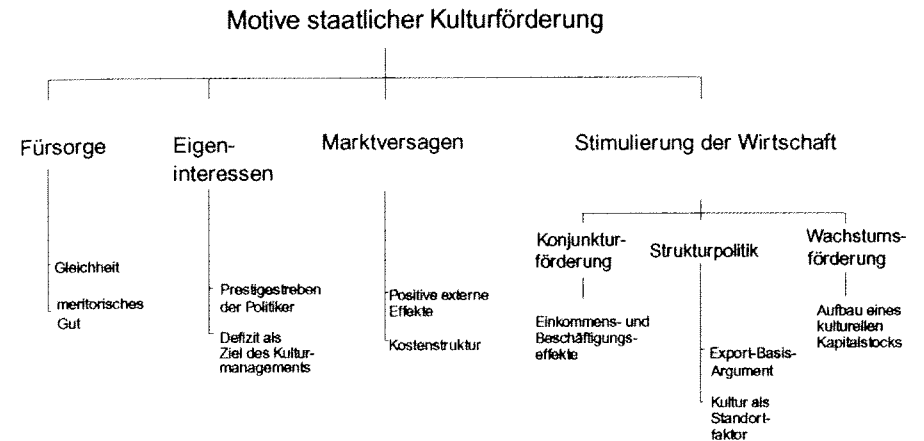 Motive staatlicher Kulturförderung
Fürsorge
Gleichheit
meritorisches
Gut
Eigen-
interessen
Prestigestreben
der Politiker
Defizit als
Ziel des Kultur-
managements
Marktversagen
Positive externe
Effekte
Kostenstruktur
Stimulierung der Wirtschaft
Konjunktur-
förderung
Einkommens- und
Beschäftigungs-
effekte
Strukturpolitik
Export-Basis-
Argument
Kultur als
Standort-
faktor
Wachstums-
förderung
Aufbau eines
kulturellen
Kapitalstocks